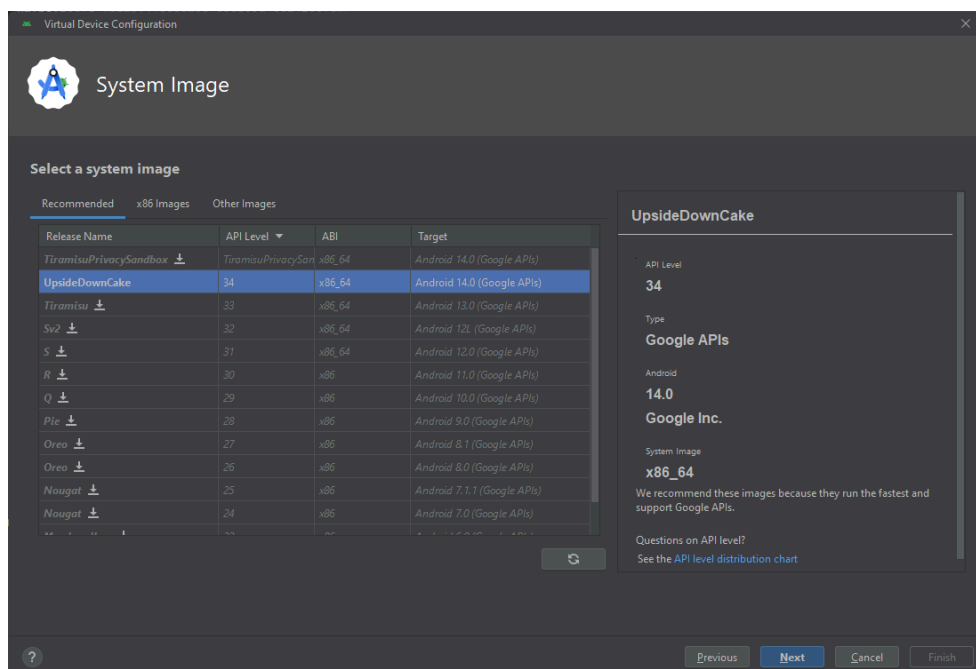 Virtual Device Configuration
System Image
Select a system image
Recommended x86 Images Other Images
Release Name API Level ABI Target
TiramisuPrivacySandbox TiramisuPrivacySan x86_64 Android 14.0 (Google APIs)
UpsideDownCake 34 x86_64 Android 14.0 (Google APIs)
Tiramisu 33 x86_64 Android 13.0 (Google APIs)
Sv2 32 x86_64 Android 12L (Google APIs)
S 31 x86_64 Android 12.0 (Google APIs)
R 30 x86 Android 11.0 (Google APIs)
Q 29 x86 Android 10.0 (Google APIs)
Pie 28 x86 Android 9.0 (Google APIs)
Oreo 27 x86 Android 8.1 (Google APIs)
Oreo 26 x86 Android 8.0 (Google APIs)
Nougat 25 x86 Android 7.1.1 (Google APIs)
Nougat 24 x86 Android 7.0 (Google APIs)
UpsideDownCake
API Level
34
Type
Google APIs
Android
14.0
Google Inc.
System Image
x86_64
We recommend these images because they run the fastest and
support Google APIs.
Questions on API level?
See the API level distribution chart
? Previous Next Cancel Finish